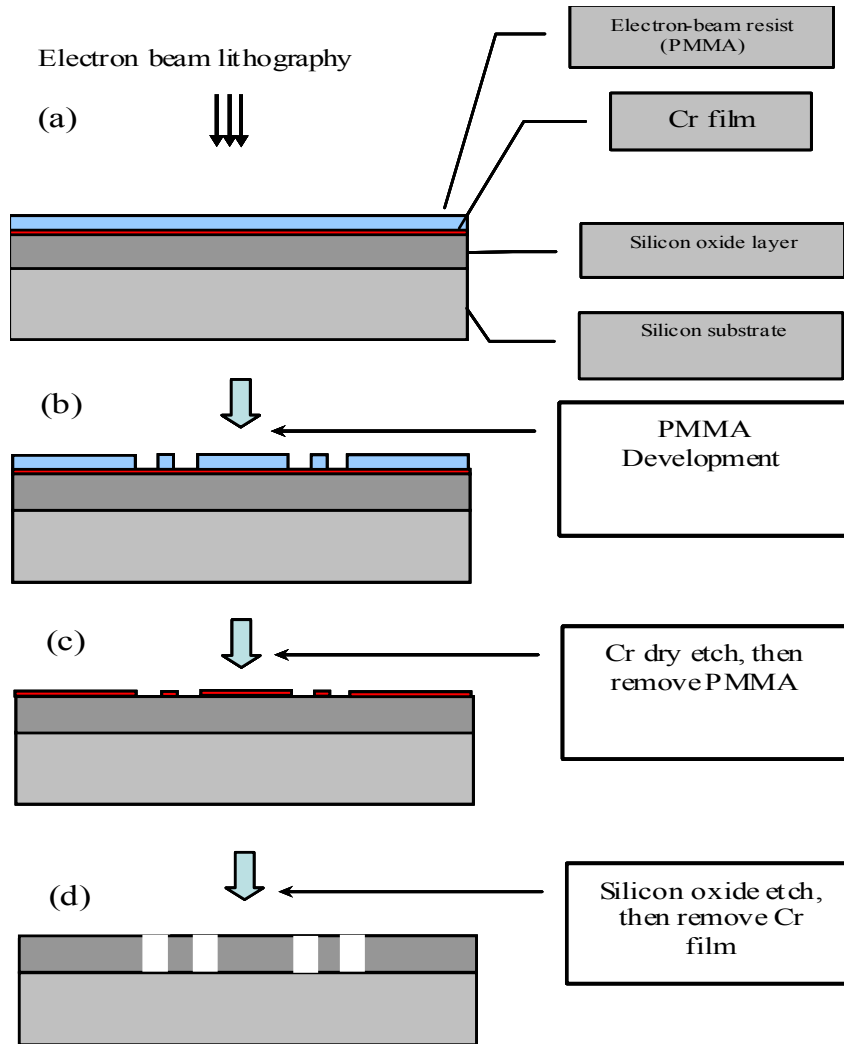 Electron beam lithography
Electron-beam resist
(PMMA)
(a)
Cr film
Silicon oxide layer
Silicon substrate
(b)
PMMA
Development
(c)
Cr dry etch, then
remove PMMA
(d)
Silicon oxide etch,
then remove Cr
film